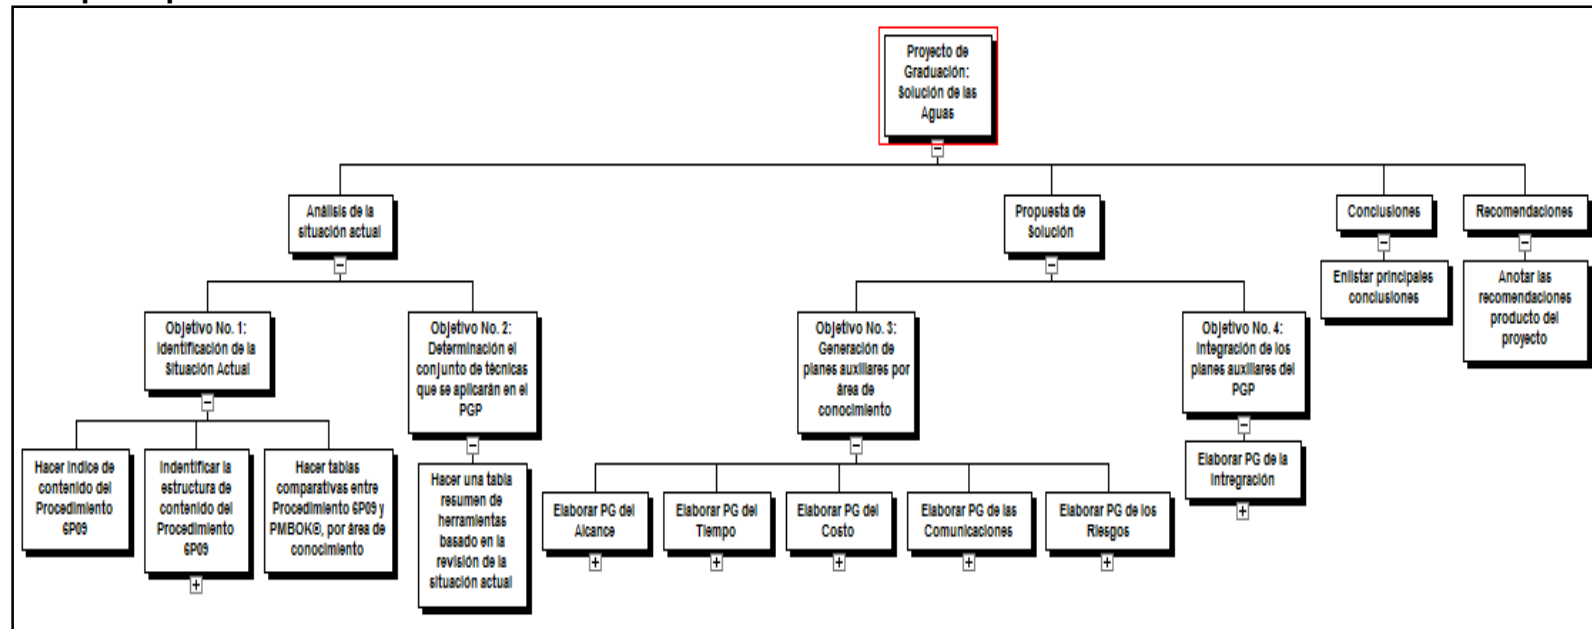 Proyecto de
Graduación:
Solución de las
Aguas
Análisis de la
situación actual
Propuesta de
Solución
Conclusiones
Recomendaciones
Enlistar principales
conclusiones
Anotar las
recomendaciones
producto del
proyecto
Objetivo No. 1:
Identificación de la
Situación Actual
Objetivo No. 2:
Determinación el
conjunto de técnicas
que se aplicarán en el
PGP
Objetivo No. 3:
Generación de
planes auxiliares por
área de
conocimiento
Objetivo No. 4:
Integración de los
planes auxiliares del
PGP
Hacer índice de
contenido del
Procedimiento
6P09
Indentificar la
estructura de
contenido del
Procedimiento
6P09
Hacer tablas
comparativas entre
Procedimiento 6P09 y
PMBOK®, por área de
conocimiento
Hacer una tabla
resumen de
herramientas
basado en la
revisión de la
situación actual
Elaborar PG del
Alcance
Elaborar PG del
Tiempo
Elaborar PG del
Costo
Elaborar PG de las
Comunicaciones
Elaborar PG de los
Riesgos
Elaborar PG de la
Intregración